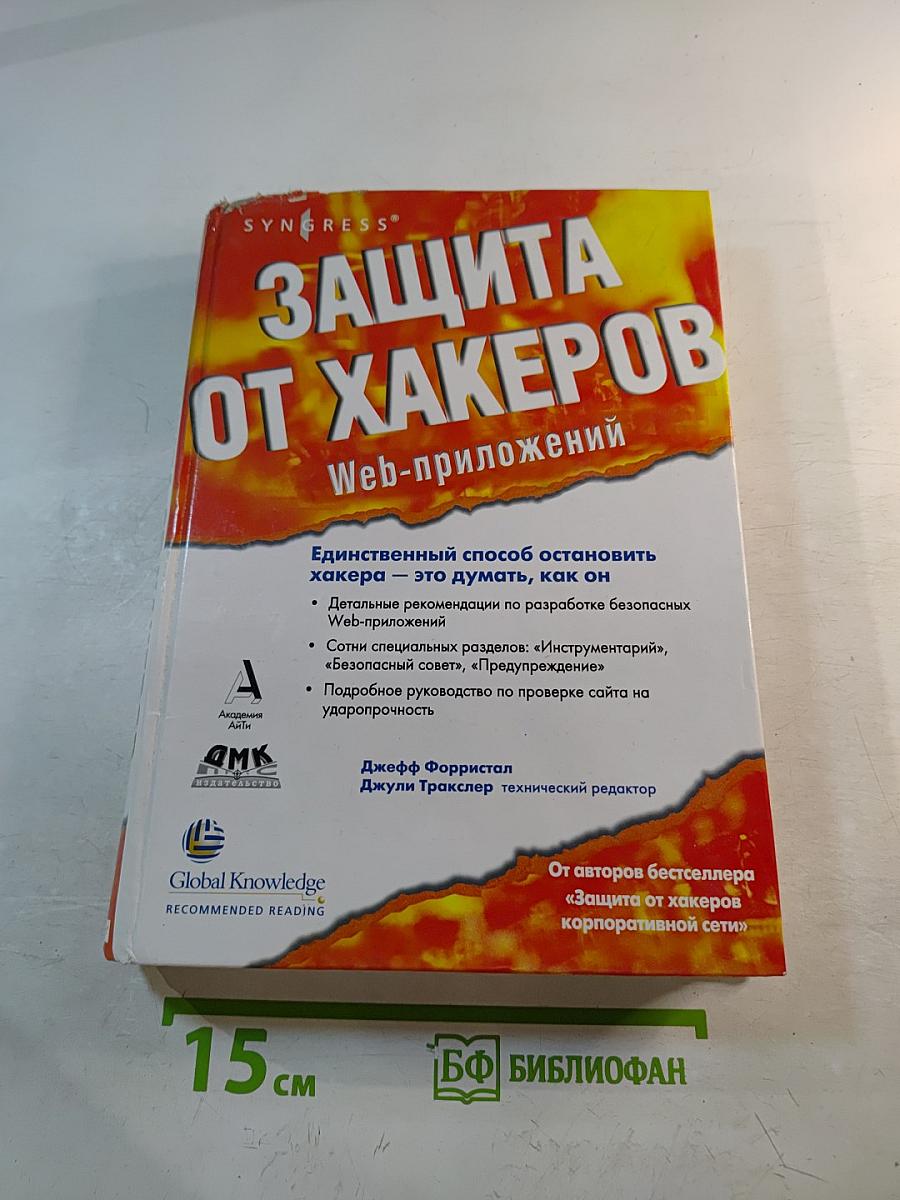 SYNGRESS®
ЗАЩИТА
ОТ ХАКЕРОВ
Web-приложений
Единственный способ остановить
хакера — это думать, как он
• Детальные рекомендации по разработке безопасных
Web-приложений
• Сотни специальных разделов: «Инструментарий»,
«Безопасный совет», «Предупреждение»
• Подробное руководство по проверке сайта на
ударопрочность
А
Академия
АйТи
ДМК
ПРЕСС
ИЗДАТЕЛЬСТВО
Джефф Форристал
Джули Тракслер технический редактор
Global Knowledge
RECOMMENDED READING
От авторов бестселлера
«Защита от хакеров
корпоративной сети»
15 см
БФ БИБЛИОФАН